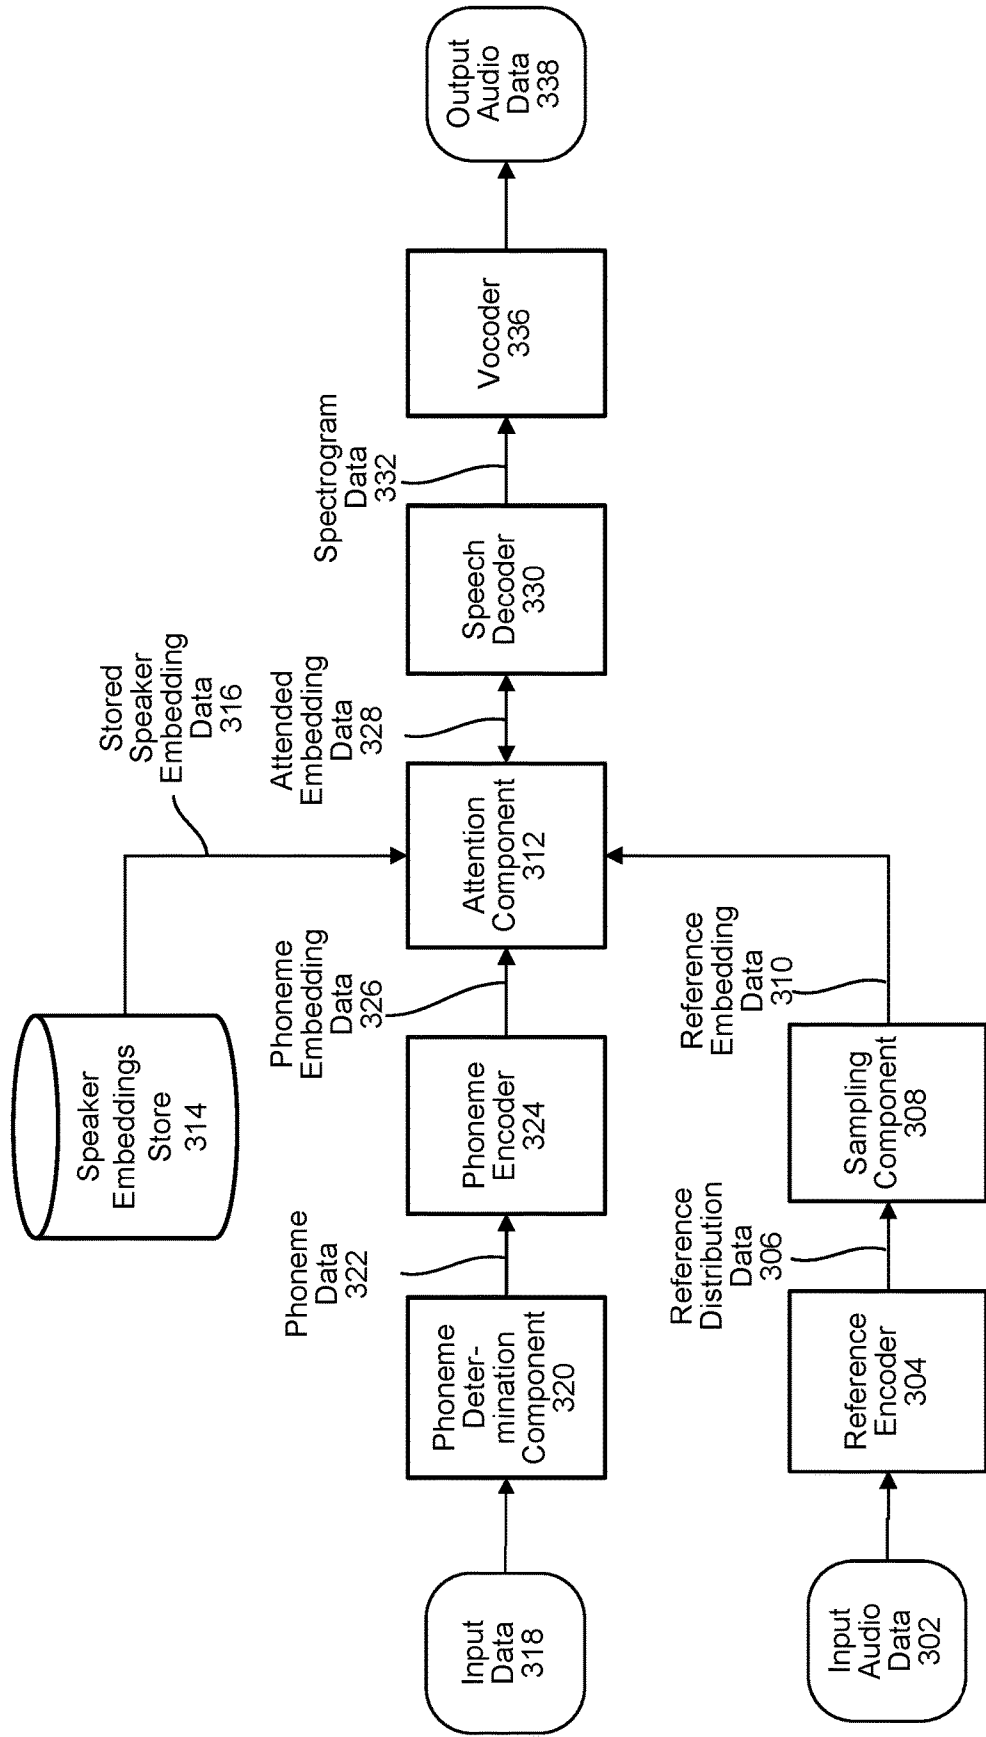 Speaker
Embeddings
Store
314
Stored
Speaker
Embedding
Data
316
Input
Data
318
Phoneme
Deter-
mination
Component
320
Phoneme
Data
322
Phoneme
Encoder
324
Phoneme
Embedding
Data
326
Attention
Component
312
Attended
Embedding
Data
328
Speech
Decoder
330
Spectrogram
Data
332
Vocoder
336
Output
Audio
Data
338
Input
Audio
Data
302
Reference
Encoder
304
Reference
Distribution
Data
306
Sampling
Component
308
Reference
Embedding
Data
310